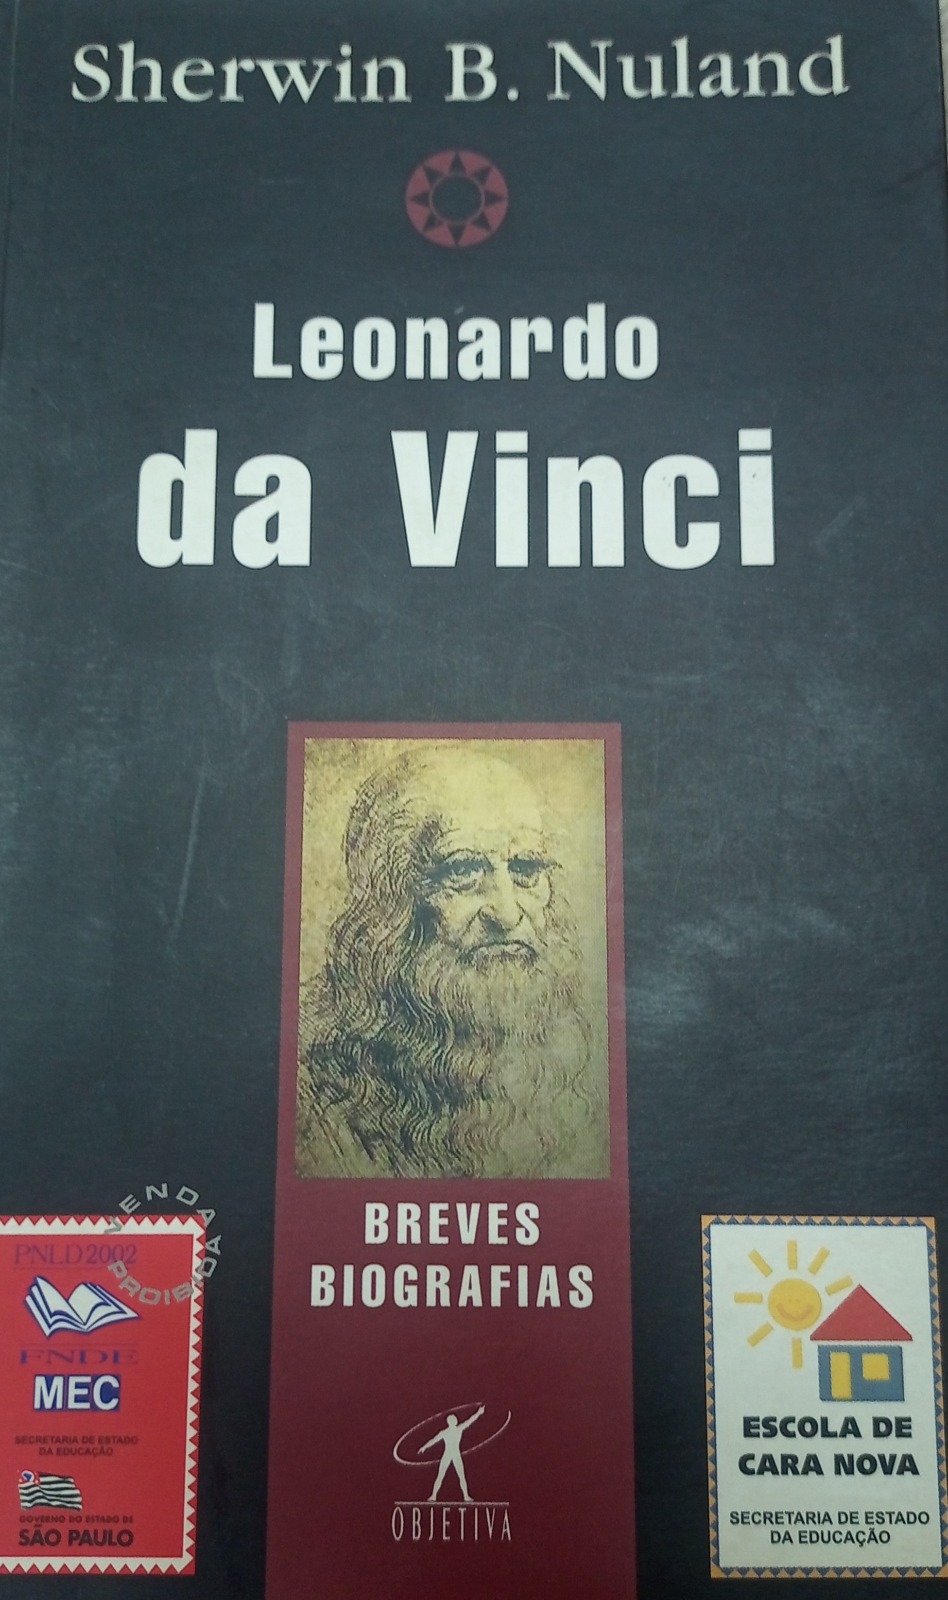 Sherwin B. Nuland
Leonardo
da Vinci
BREVES
BIOGRAFIAS
OBJETIVA
VENDA PROIBIDA
PNLD 2002
FNDE
MEC
SECRETARIA DE ESTADO
DA EDUCAÇÃO
GOVERNO DO ESTADO DE
SÃO PAULO
ESCOLA DE
CARA NOVA
SECRETARIA DE ESTADO
DA EDUCAÇÃO